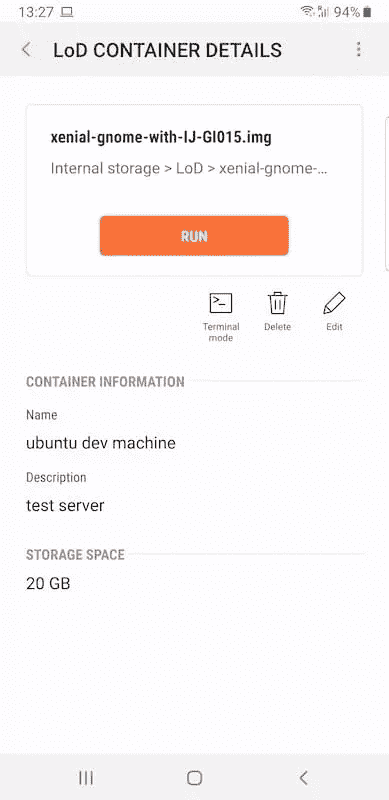 13:27 94%
LoD CONTAINER DETAILS
xenial-gnome-with-IJ-GI015.img
Internal storage > LoD > xenial-gnome-...
RUN
Terminal
mode
Delete
Edit
CONTAINER INFORMATION
Name
ubuntu dev machine
Description
test server
STORAGE SPACE
20 GB